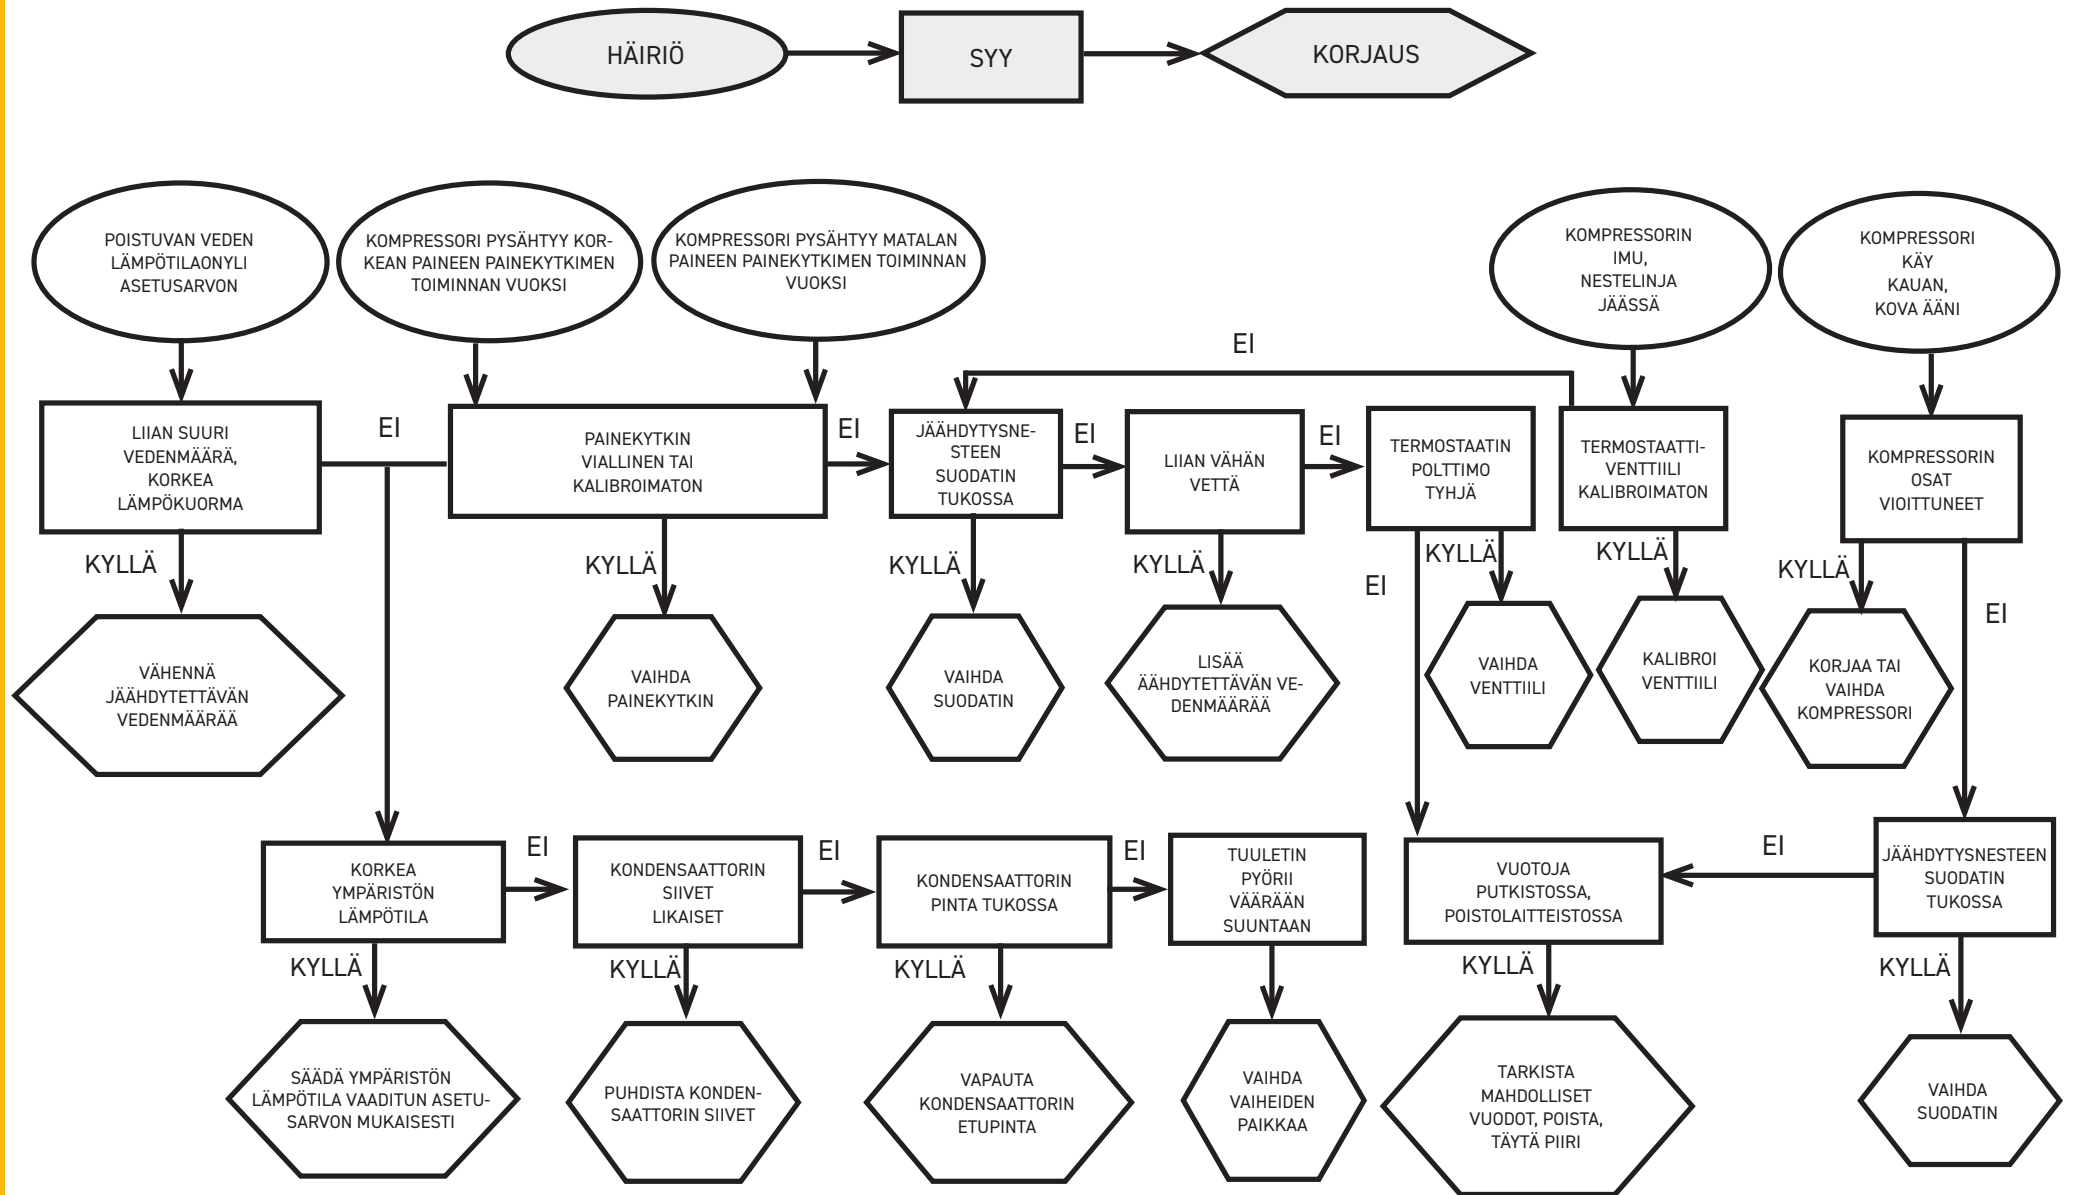 HÄIRIÖ
SYY
KORJAUS
POISTUVAN VEDEN
LÄMPÖTILAONYLI
ASETUSARVON
KOMPRESSORI PYSÄHTYY KOR-
KEAN PAINEEN PAINEKYTKIMEN
TOIMINNAN VUOKSI
KOMPRESSORI PYSÄHTYY MATALAN
PAINEEN PAINEKYTKIMEN TOIMINNAN
VUOKSI
KOMPRESSORIN
IMU,
NESTELINJA
JÄÄSSÄ
KOMPRESSORI
KÄY
KAUAN,
KOVA ÄÄNI
EI
LIIAN SUURI
VEDENMÄÄRÄ,
KORKEA
LÄMPÖKUORMA
EI
PAINEKYTKIN
VIALLINEN TAI
KALIBROIMATON
EI
JÄÄHDYTYSNE-
STEEN
SUODATIN
TUKOSSA
EI
LIIAN VÄHÄN
VETTÄ
EI
TERMOSTAATIN
POLTTIMO
TYHJÄ
TERMOSTAATTI-
VENTTIILI
KALIBROIMATON
KOMPRESSORIN
OSAT
VIOITTUNEET
KYLLÄ
KYLLÄ
KYLLÄ
KYLLÄ
EI
KYLLÄ
KYLLÄ
KYLLÄ
EI
VÄHENNÄ
JÄÄHDYTETTÄVÄN
VEDENMÄÄRÄÄ
VAIHDA
PAINEKYTKIN
VAIHDA
SUODATIN
LISÄÄ
ÄÄHDYTETTÄVÄN VE-
DENMÄÄRÄÄ
VAIHDA
VENTTIILI
KALIBROI
VENTTIILI
KORJAA TAI
VAIHDA
KOMPRESSORI
KORKEA
YMPÄRISTÖN
LÄMPÖTILA
EI
KONDENSAATTORIN
SIIVET
LIKAISET
EI
KONDENSAATTORIN
PINTA TUKOSSA
EI
TUULETIN
PYÖRII
VÄÄRÄÄN
SUUNTAAN
VUOTOJA
PUTKISTOSSA,
POISTOLAITTEISTOSSA
EI
JÄÄHDYTYSNESTEEN
SUODATIN
TUKOSSA
KYLLÄ
KYLLÄ
KYLLÄ
KYLLÄ
KYLLÄ
SÄÄDÄ YMPÄRISTÖN
LÄMPÖTILA VAADITUN ASETU-
SARVON MUKAISESTI
PUHDISTA KONDEN-
SAATTORIN SIIVET
VAPAUTA
KONDENSAATTORIN
ETUPINTA
VAIHDA
VAIHEIDEN
PAIKKAA
TARKISTA
MAHDOLLISET
VUODOT, POISTA,
TÄYTÄ PIIRI
VAIHDA
SUODATIN